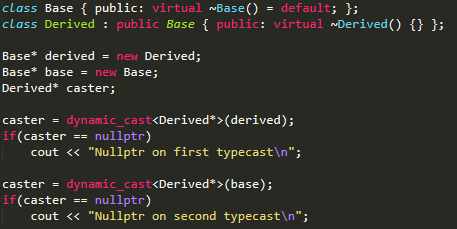 class Base { public: virtual ~Base() = default; };
class Derived : public Base { public: virtual ~Derived() {} };
Base* derived = new Derived;
Base* base = new Base;
Derived* caster;
caster = dynamic_cast<Derived*>(derived);
if(caster == nullptr)
    cout << "Nullptr on first typecast\n";
caster = dynamic_cast<Derived*>(base);
if(caster == nullptr)
    cout << "Nullptr on second typecast\n";